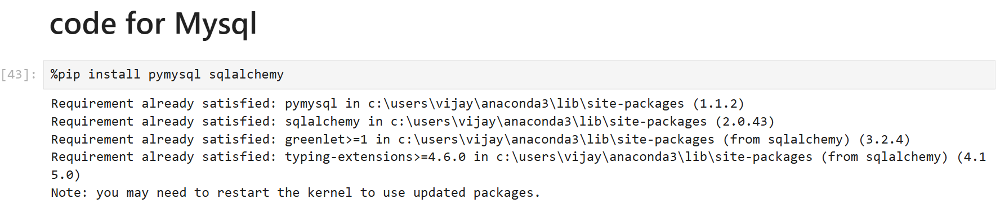 code for Mysql
[43]: %pip install pymysql sqlalchemy
Requirement already satisfied: pymysql in c:\users\vijay\anaconda3\lib\site-packages (1.1.2)
Requirement already satisfied: sqlalchemy in c:\users\vijay\anaconda3\lib\site-packages (2.0.43)
Requirement already satisfied: greenlet>=1 in c:\users\vijay\anaconda3\lib\site-packages (from sqlalchemy) (3.2.4)
Requirement already satisfied: typing-extensions>=4.6.0 in c:\users\vijay\anaconda3\lib\site-packages (from sqlalchemy) (4.1
5.0)
Note: you may need to restart the kernel to use updated packages.